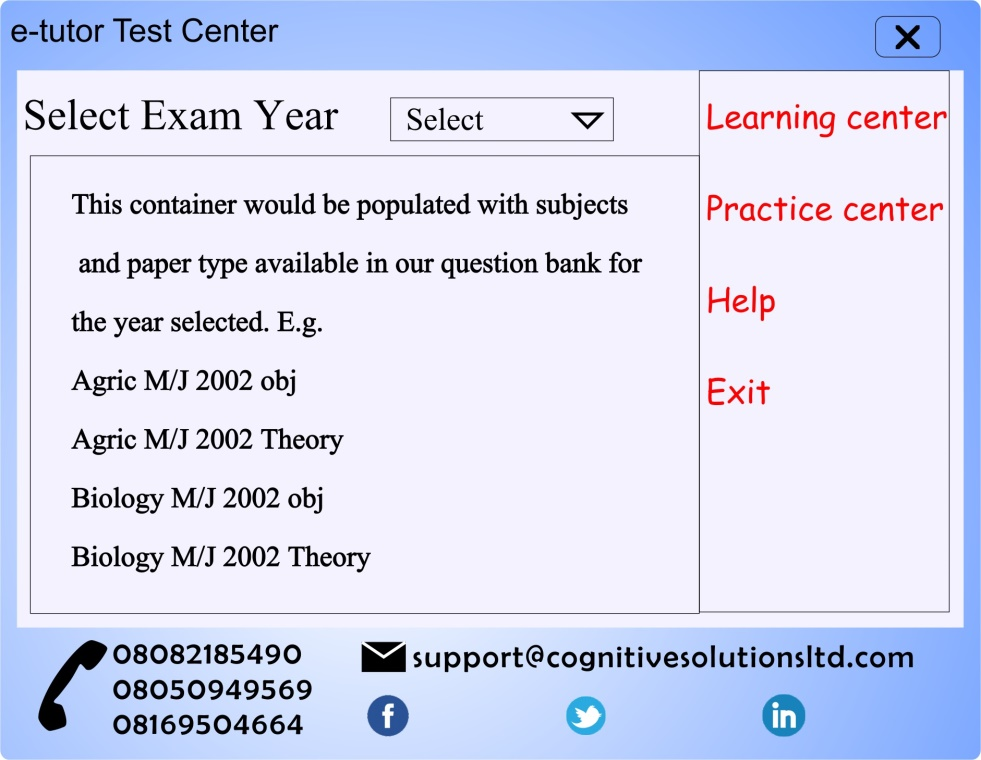 e-tutor Test Center
Select Exam Year
Select
This container would be populated with subjects
and paper type available in our question bank for
the year selected. E.g.
Agric M/J 2002 obj
Agric M/J 2002 Theory
Biology M/J 2002 obj
Biology M/J 2002 Theory
Learning center
Practice center
Help
Exit
08082185490
08050949569
08169504664
support@cognitivesolutionsltd.com